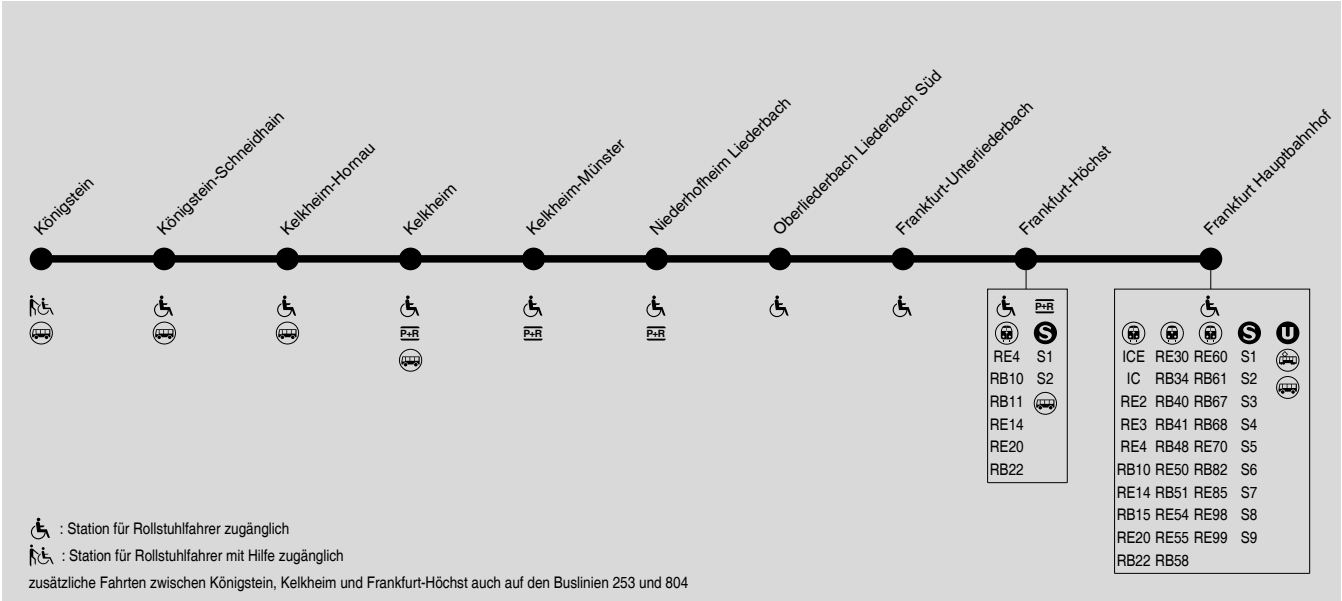 Königstein
Königstein-Schneidhain
Kelkheim-Hornau
Kelkheim
Kelkheim-Münster
Niederhofheim Liederbach
Oberliederbach Liederbach Süd
Frankfurt-Unterliederbach
Frankfurt-Höchst
Frankfurt Hauptbahnhof
P+R
P+R
P+R
P+R
S
RE4 S1
RB10 S2
RB11
RE14
RE20
RB22
S U
ICE RE30 RE60 S1
IC RB34 RB61 S2
RE2 RB40 RB67 S3
RE3 RB41 RB68 S4
RE4 RB48 RE70 S5
RB10 RE50 RB82 S6
RE14 RB51 RE85 S7
RB15 RE54 RE98 S8
RE20 RE55 RE99 S9
RB22 RB58
: Station für Rollstuhlfahrer zugänglich
: Station für Rollstuhlfahrer mit Hilfe zugänglich
zusätzliche Fahrten zwischen Königstein, Kelkheim und Frankfurt-Höchst auch auf den Buslinien 253 und 804